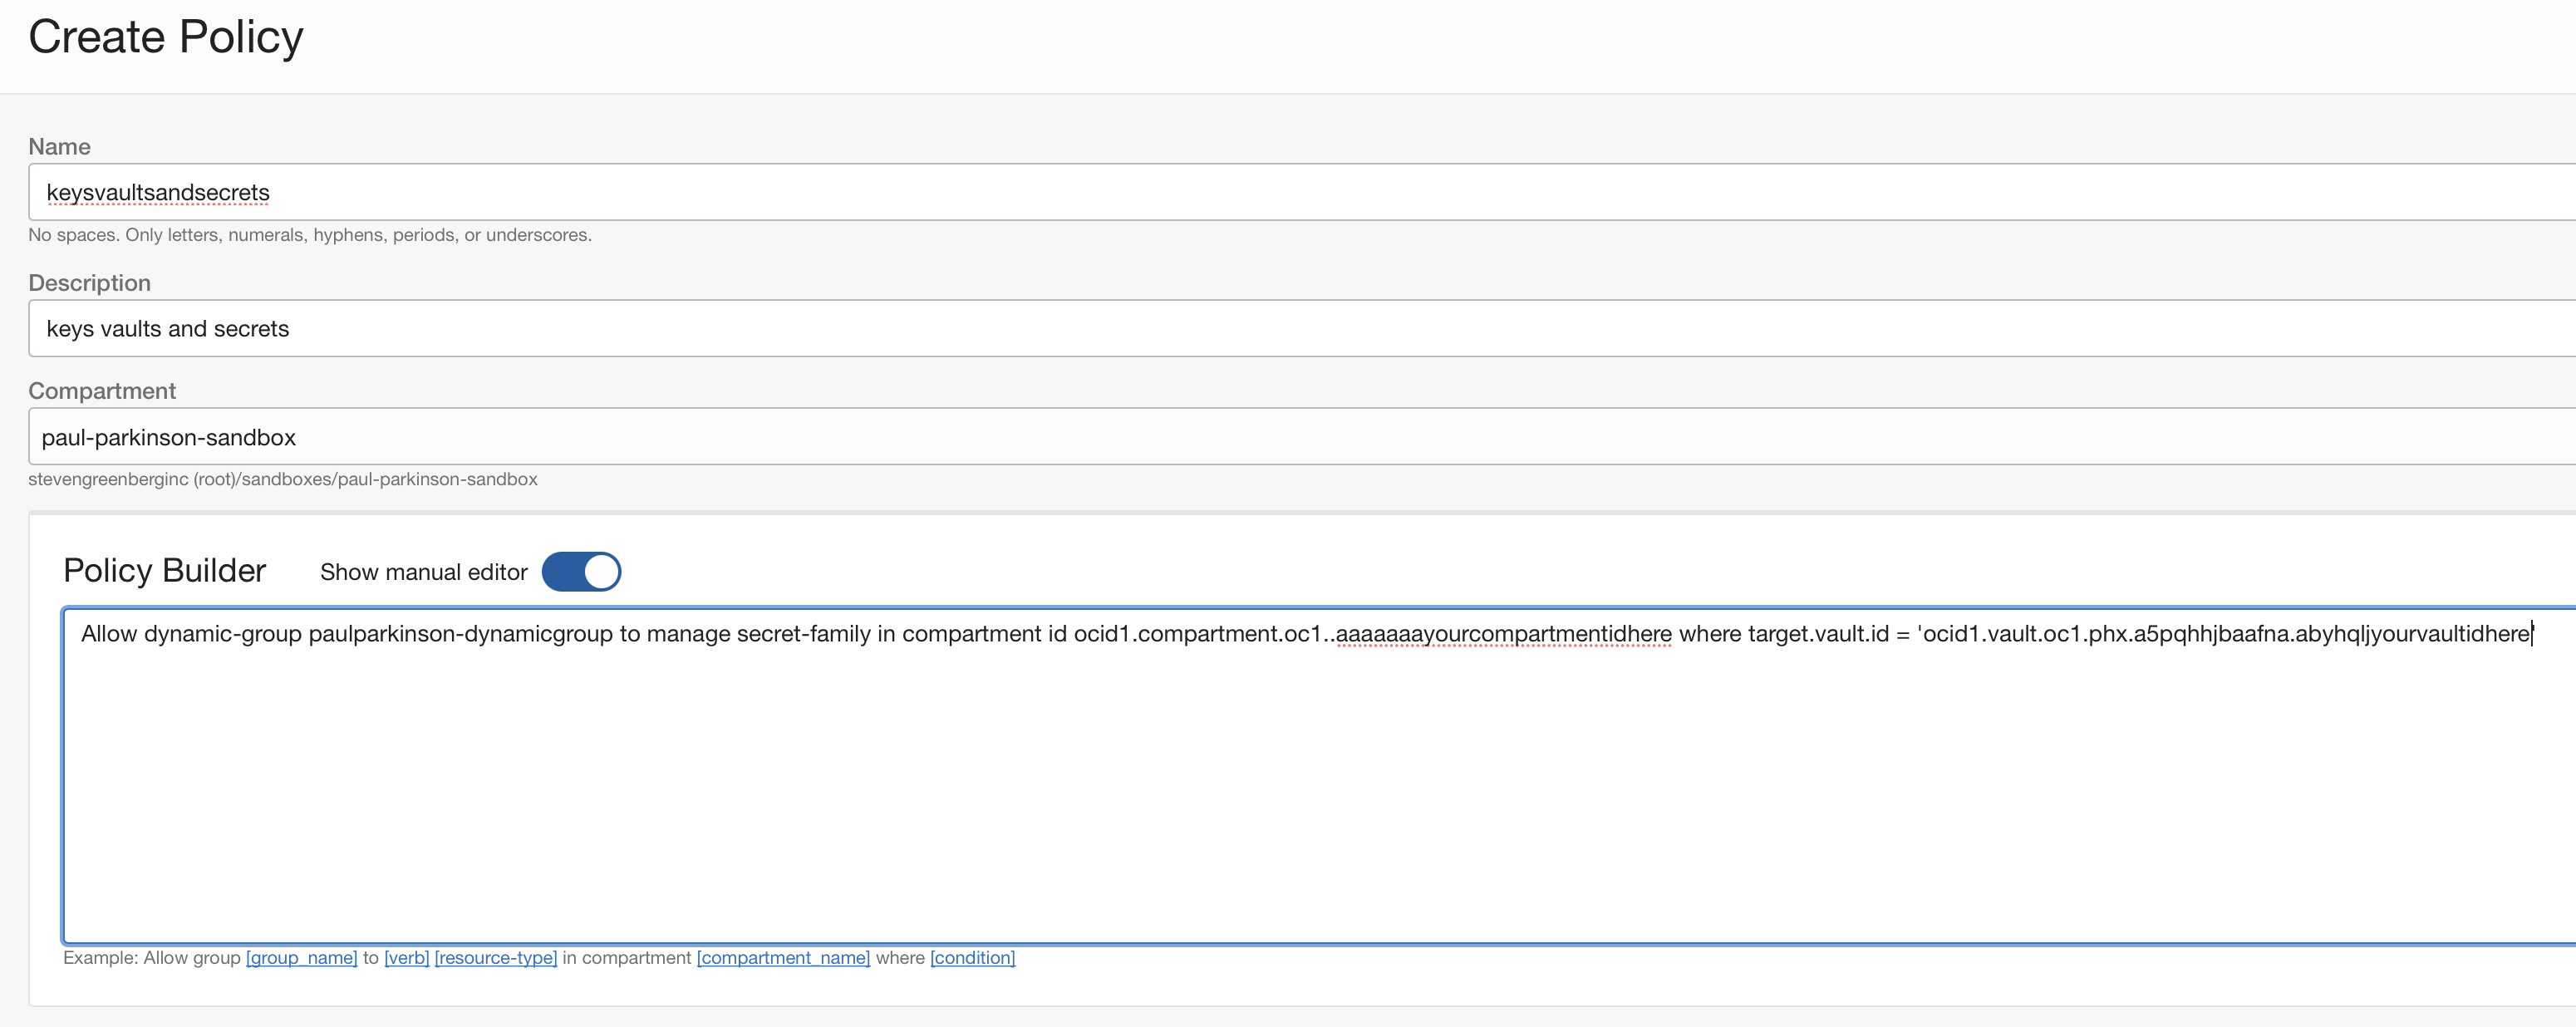 Create Policy
Name
keysvaultsandsecrets
No spaces. Only letters, numerals, hyphens, periods, or underscores.
Description
keys vaults and secrets
Compartment
paul-parkinson-sandbox
stevengreenberginc (root)/sandboxes/paul-parkinson-sandbox
Policy Builder Show manual editor
Allow dynamic-group paulparkinson-dynamicgroup to manage secret-family in compartment id ocid1.compartment.oc1..aaaaaaayourcompartmentidhere where target.vault.id = 'ocid1.vault.oc1.phx.a5pqhhjbaafna.abyhqljyourvaultidhere'
Example: Allow group [group_name] to [verb] [resource-type] in compartment [compartment_name] where [condition]